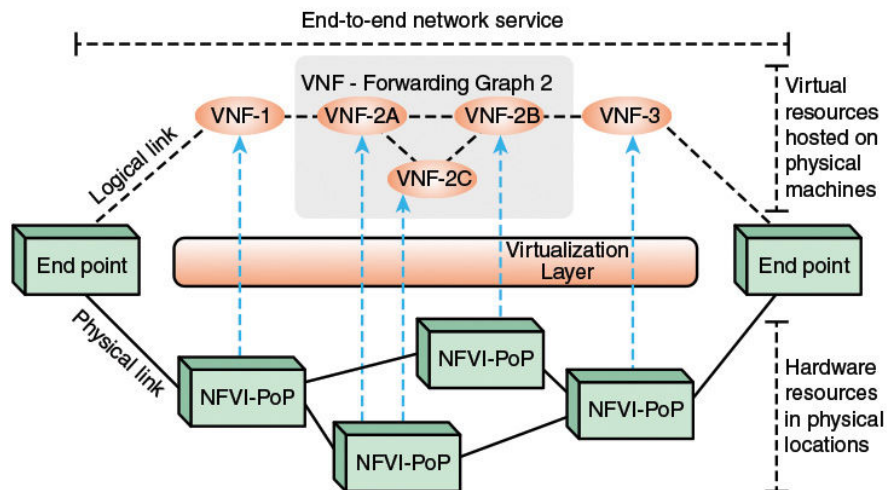 End-to-end network service
VNF - Forwarding Graph 2
VNF-1
VNF-2A
VNF-2B
VNF-3
VNF-2C
Virtual
resources
hosted on
physical
machines
Logical link
End point
Virtualization
Layer
End point
Physical link
NFVI-PoP
NFVI-PoP
NFVI-PoP
NFVI-PoP
Hardware
resources
in physical
locations